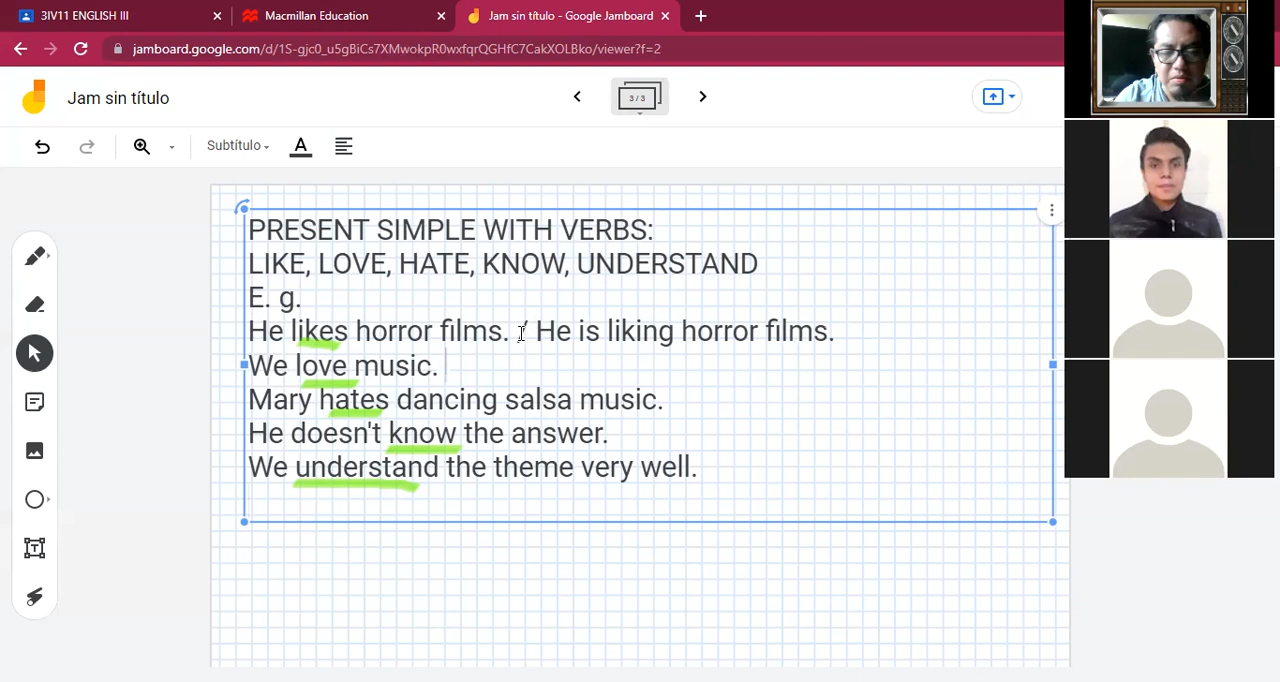 3IV11 ENGLISH III
Macmillan Education
Jam sin título - Google Jamboard
jamboard.google.com/d/1S-gjc0_u5gBiCs7XMwokpR0wxfqrQGHfC7CakXOLBko/viewer?f=2
Jam sin título
3 / 3
Subtítulo
A
PRESENT SIMPLE WITH VERBS:
LIKE, LOVE, HATE, KNOW, UNDERSTAND
E. g.
He likes horror films. / He is liking horror films.
We love music.
Mary hates dancing salsa music.
He doesn't know the answer.
We understand the theme very well.